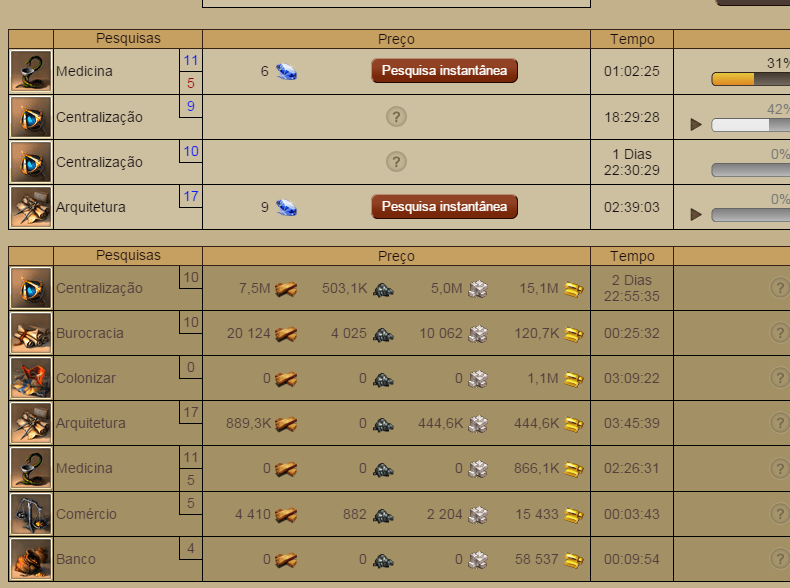 Pesquisas Preço Tempo
Medicina 11 5 6 Pesquisa instantânea 01:02:25 31%
Centralização 9 ? 18:29:28 42%
Centralização 10 ? 1 Dias 22:30:29 0%
Arquitetura 17 9 Pesquisa instantânea 02:39:03 0%
Pesquisas Preço Tempo
Centralização 10 7,5M 503,1K 5,0M 15,1M 2 Dias 22:55:35 ?
Burocracia 10 20 124 4 025 10 062 120,7K 00:25:32 ?
Colonizar 0 0 0 0 1,1M 03:09:22 ?
Arquitetura 17 889,3K 0 444,6K 444,6K 03:45:39 ?
Medicina 11 5 0 0 0 866,1K 02:26:31 ?
Comércio 5 4 410 882 2 204 15 433 00:03:43 ?
Banco 4 0 0 0 58 537 00:09:54 ?